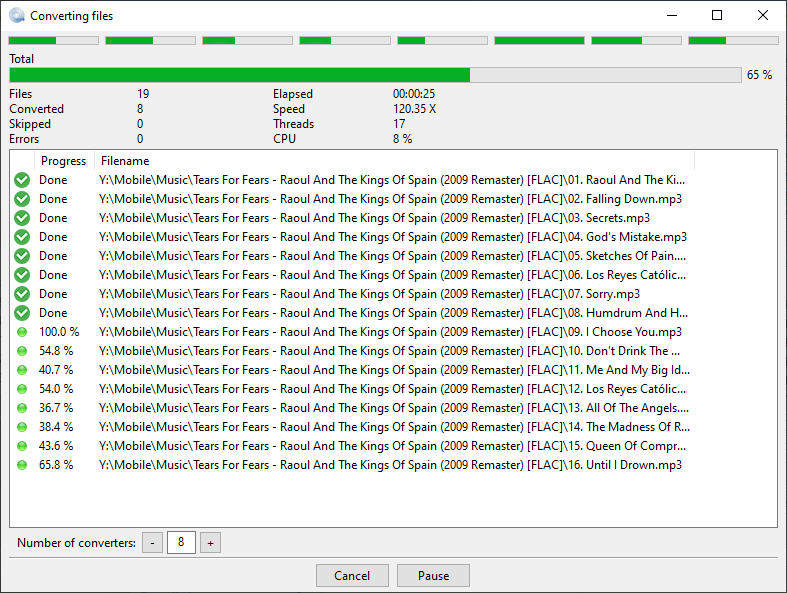 Converting files
Total
65 %
Files 19 Elapsed 00:00:25
Converted 8 Speed 120.35 X
Skipped 0 Threads 17
Errors 0 CPU 8 %
Progress Filename
Done Y:\Mobile\Music\Tears For Fears - Raoul And The Kings Of Spain (2009 Remaster) [FLAC]\01. Raoul And The Ki...
Done Y:\Mobile\Music\Tears For Fears - Raoul And The Kings Of Spain (2009 Remaster) [FLAC]\02. Falling Down.mp3
Done Y:\Mobile\Music\Tears For Fears - Raoul And The Kings Of Spain (2009 Remaster) [FLAC]\03. Secrets.mp3
Done Y:\Mobile\Music\Tears For Fears - Raoul And The Kings Of Spain (2009 Remaster) [FLAC]\04. God's Mistake.mp3
Done Y:\Mobile\Music\Tears For Fears - Raoul And The Kings Of Spain (2009 Remaster) [FLAC]\05. Sketches Of Pain....
Done Y:\Mobile\Music\Tears For Fears - Raoul And The Kings Of Spain (2009 Remaster) [FLAC]\06. Los Reyes Católic...
Done Y:\Mobile\Music\Tears For Fears - Raoul And The Kings Of Spain (2009 Remaster) [FLAC]\07. Sorry.mp3
Done Y:\Mobile\Music\Tears For Fears - Raoul And The Kings Of Spain (2009 Remaster) [FLAC]\08. Humdrum And H...
100.0 % Y:\Mobile\Music\Tears For Fears - Raoul And The Kings Of Spain (2009 Remaster) [FLAC]\09. I Choose You.mp3
54.8 % Y:\Mobile\Music\Tears For Fears - Raoul And The Kings Of Spain (2009 Remaster) [FLAC]\10. Don't Drink The ...
40.7 % Y:\Mobile\Music\Tears For Fears - Raoul And The Kings Of Spain (2009 Remaster) [FLAC]\11. Me And My Big Id...
54.0 % Y:\Mobile\Music\Tears For Fears - Raoul And The Kings Of Spain (2009 Remaster) [FLAC]\12. Los Reyes Católic...
36.7 % Y:\Mobile\Music\Tears For Fears - Raoul And The Kings Of Spain (2009 Remaster) [FLAC]\13. All Of The Angels....
38.4 % Y:\Mobile\Music\Tears For Fears - Raoul And The Kings Of Spain (2009 Remaster) [FLAC]\14. The Madness Of R...
43.6 % Y:\Mobile\Music\Tears For Fears - Raoul And The Kings Of Spain (2009 Remaster) [FLAC]\15. Queen Of Compr...
65.8 % Y:\Mobile\Music\Tears For Fears - Raoul And The Kings Of Spain (2009 Remaster) [FLAC]\16. Until I Drown.mp3
Number of converters: - 8 +
Cancel Pause